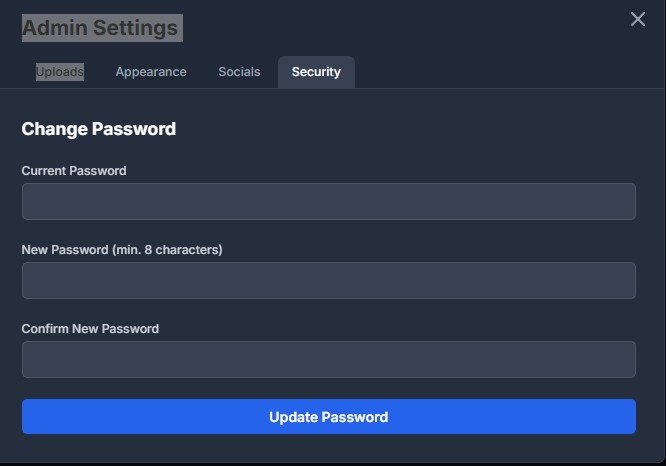 Admin Settings
Uploads Appearance Socials Security
Change Password
Current Password
New Password (min. 8 characters)
Confirm New Password
Update Password